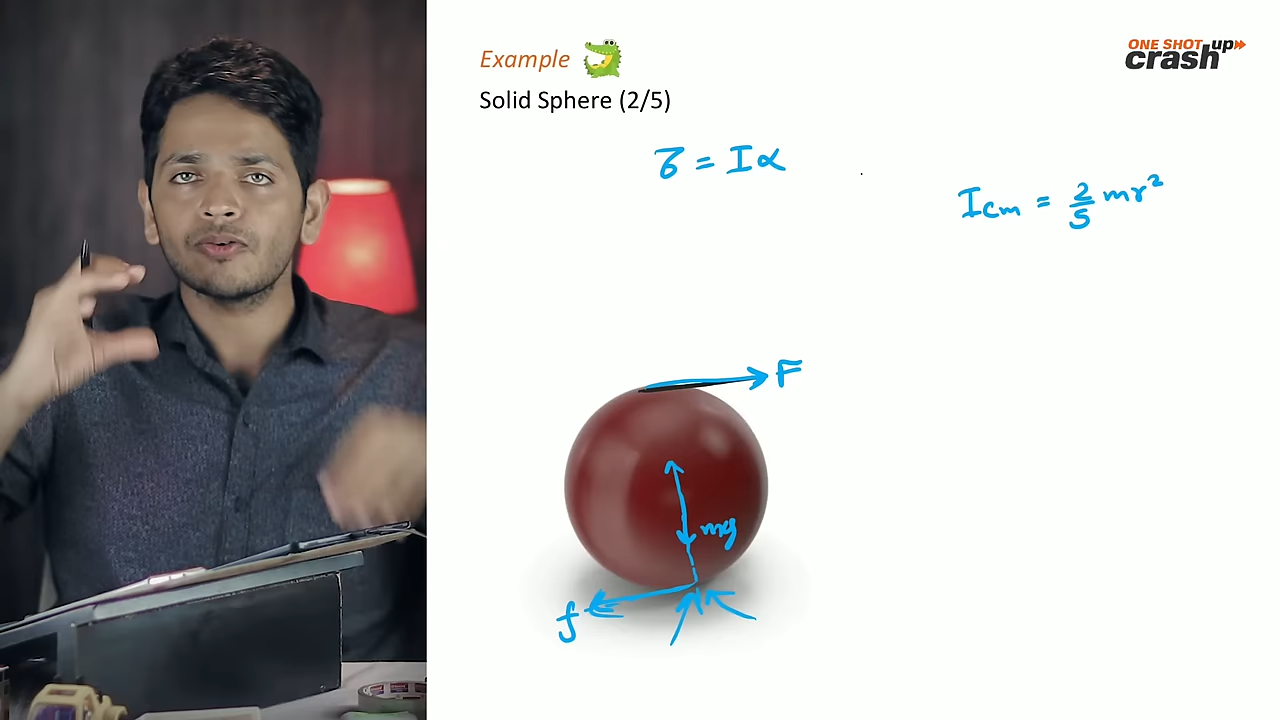 Example
ONE SHOT
crash up
Solid Sphere (2/5)
τ = Iα
Icm = 2/5 mr²
F
mg
f